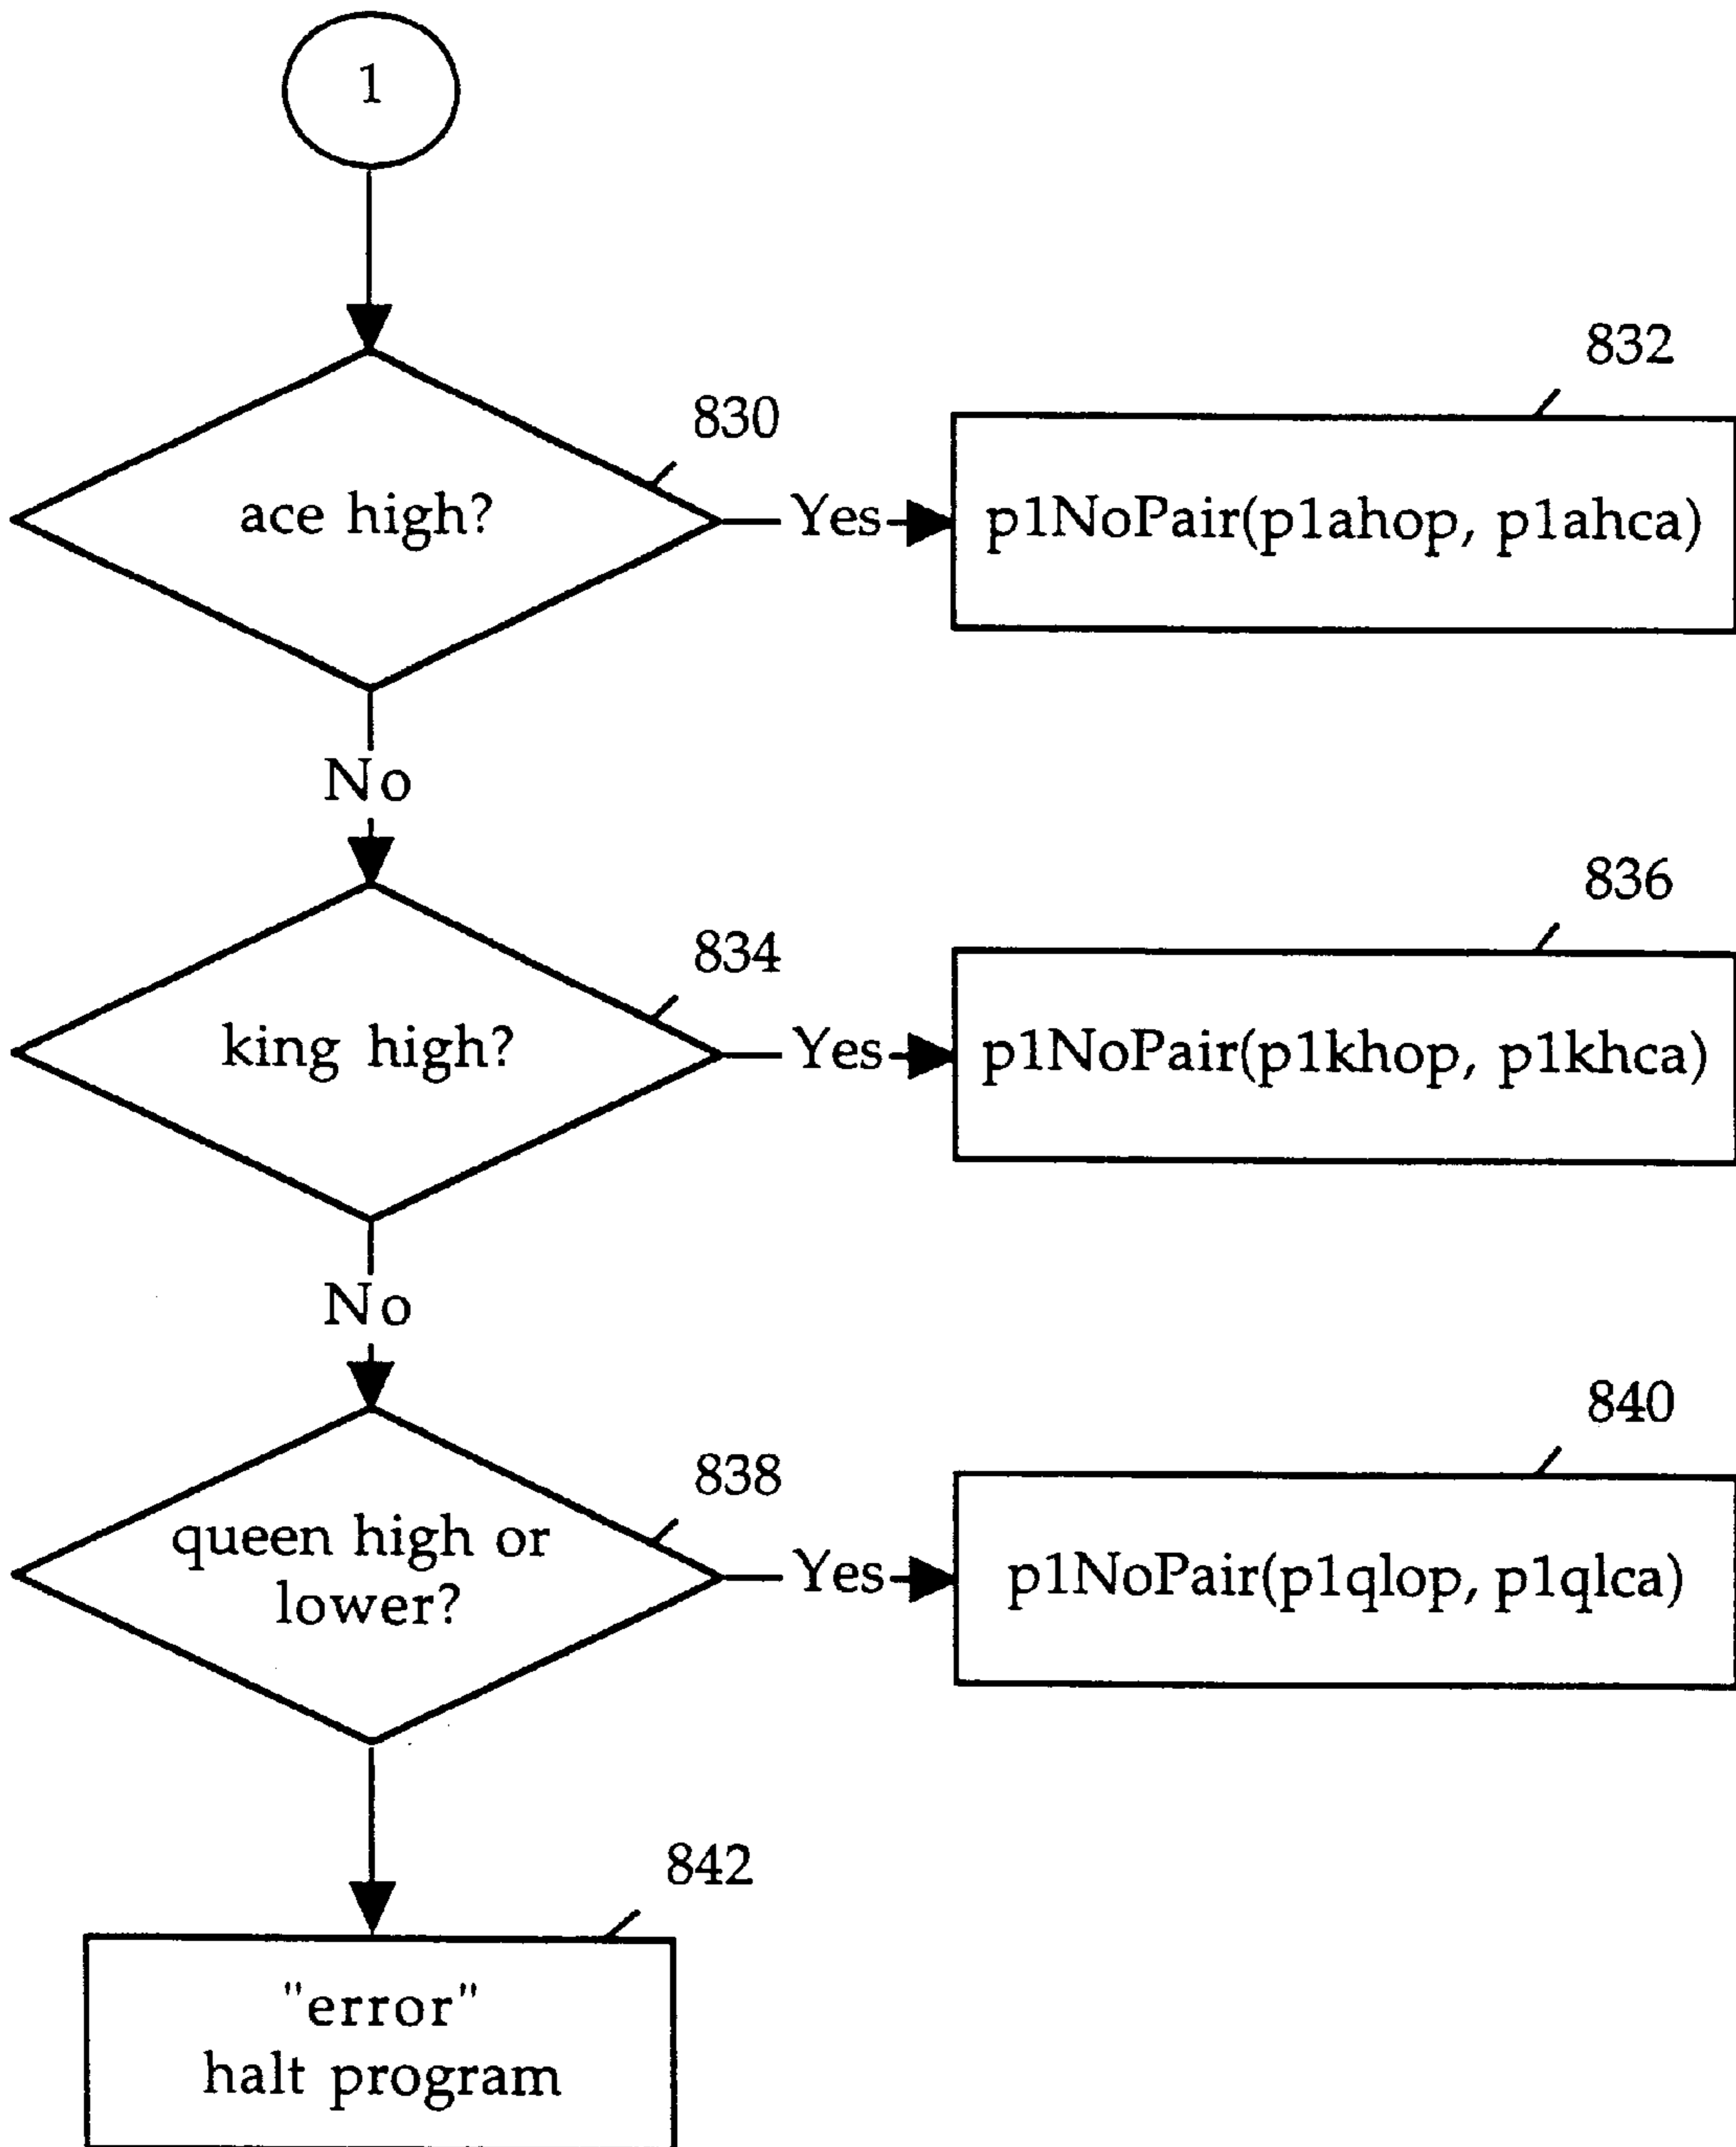 1
830
832
ace high?
Yes
p1NoPair(p1ahop, p1ahca)
No
834
836
king high?
Yes
p1NoPair(p1khop, p1khca)
No
838
840
queen high or
lower?
Yes
p1NoPair(p1qlop, p1qlca)
842
"error"
halt program